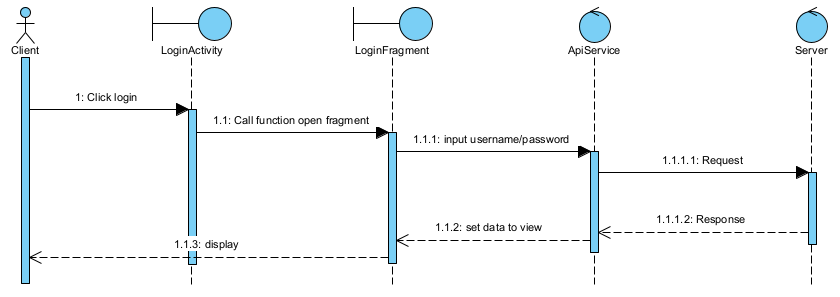 Client
LoginActivity
LoginFragment
ApiService
Server
1: Click login
1.1: Call function open fragment
1.1.1: input username/password
1.1.1.1: Request
1.1.1.2: Response
1.1.2: set data to view
1.1.3: display